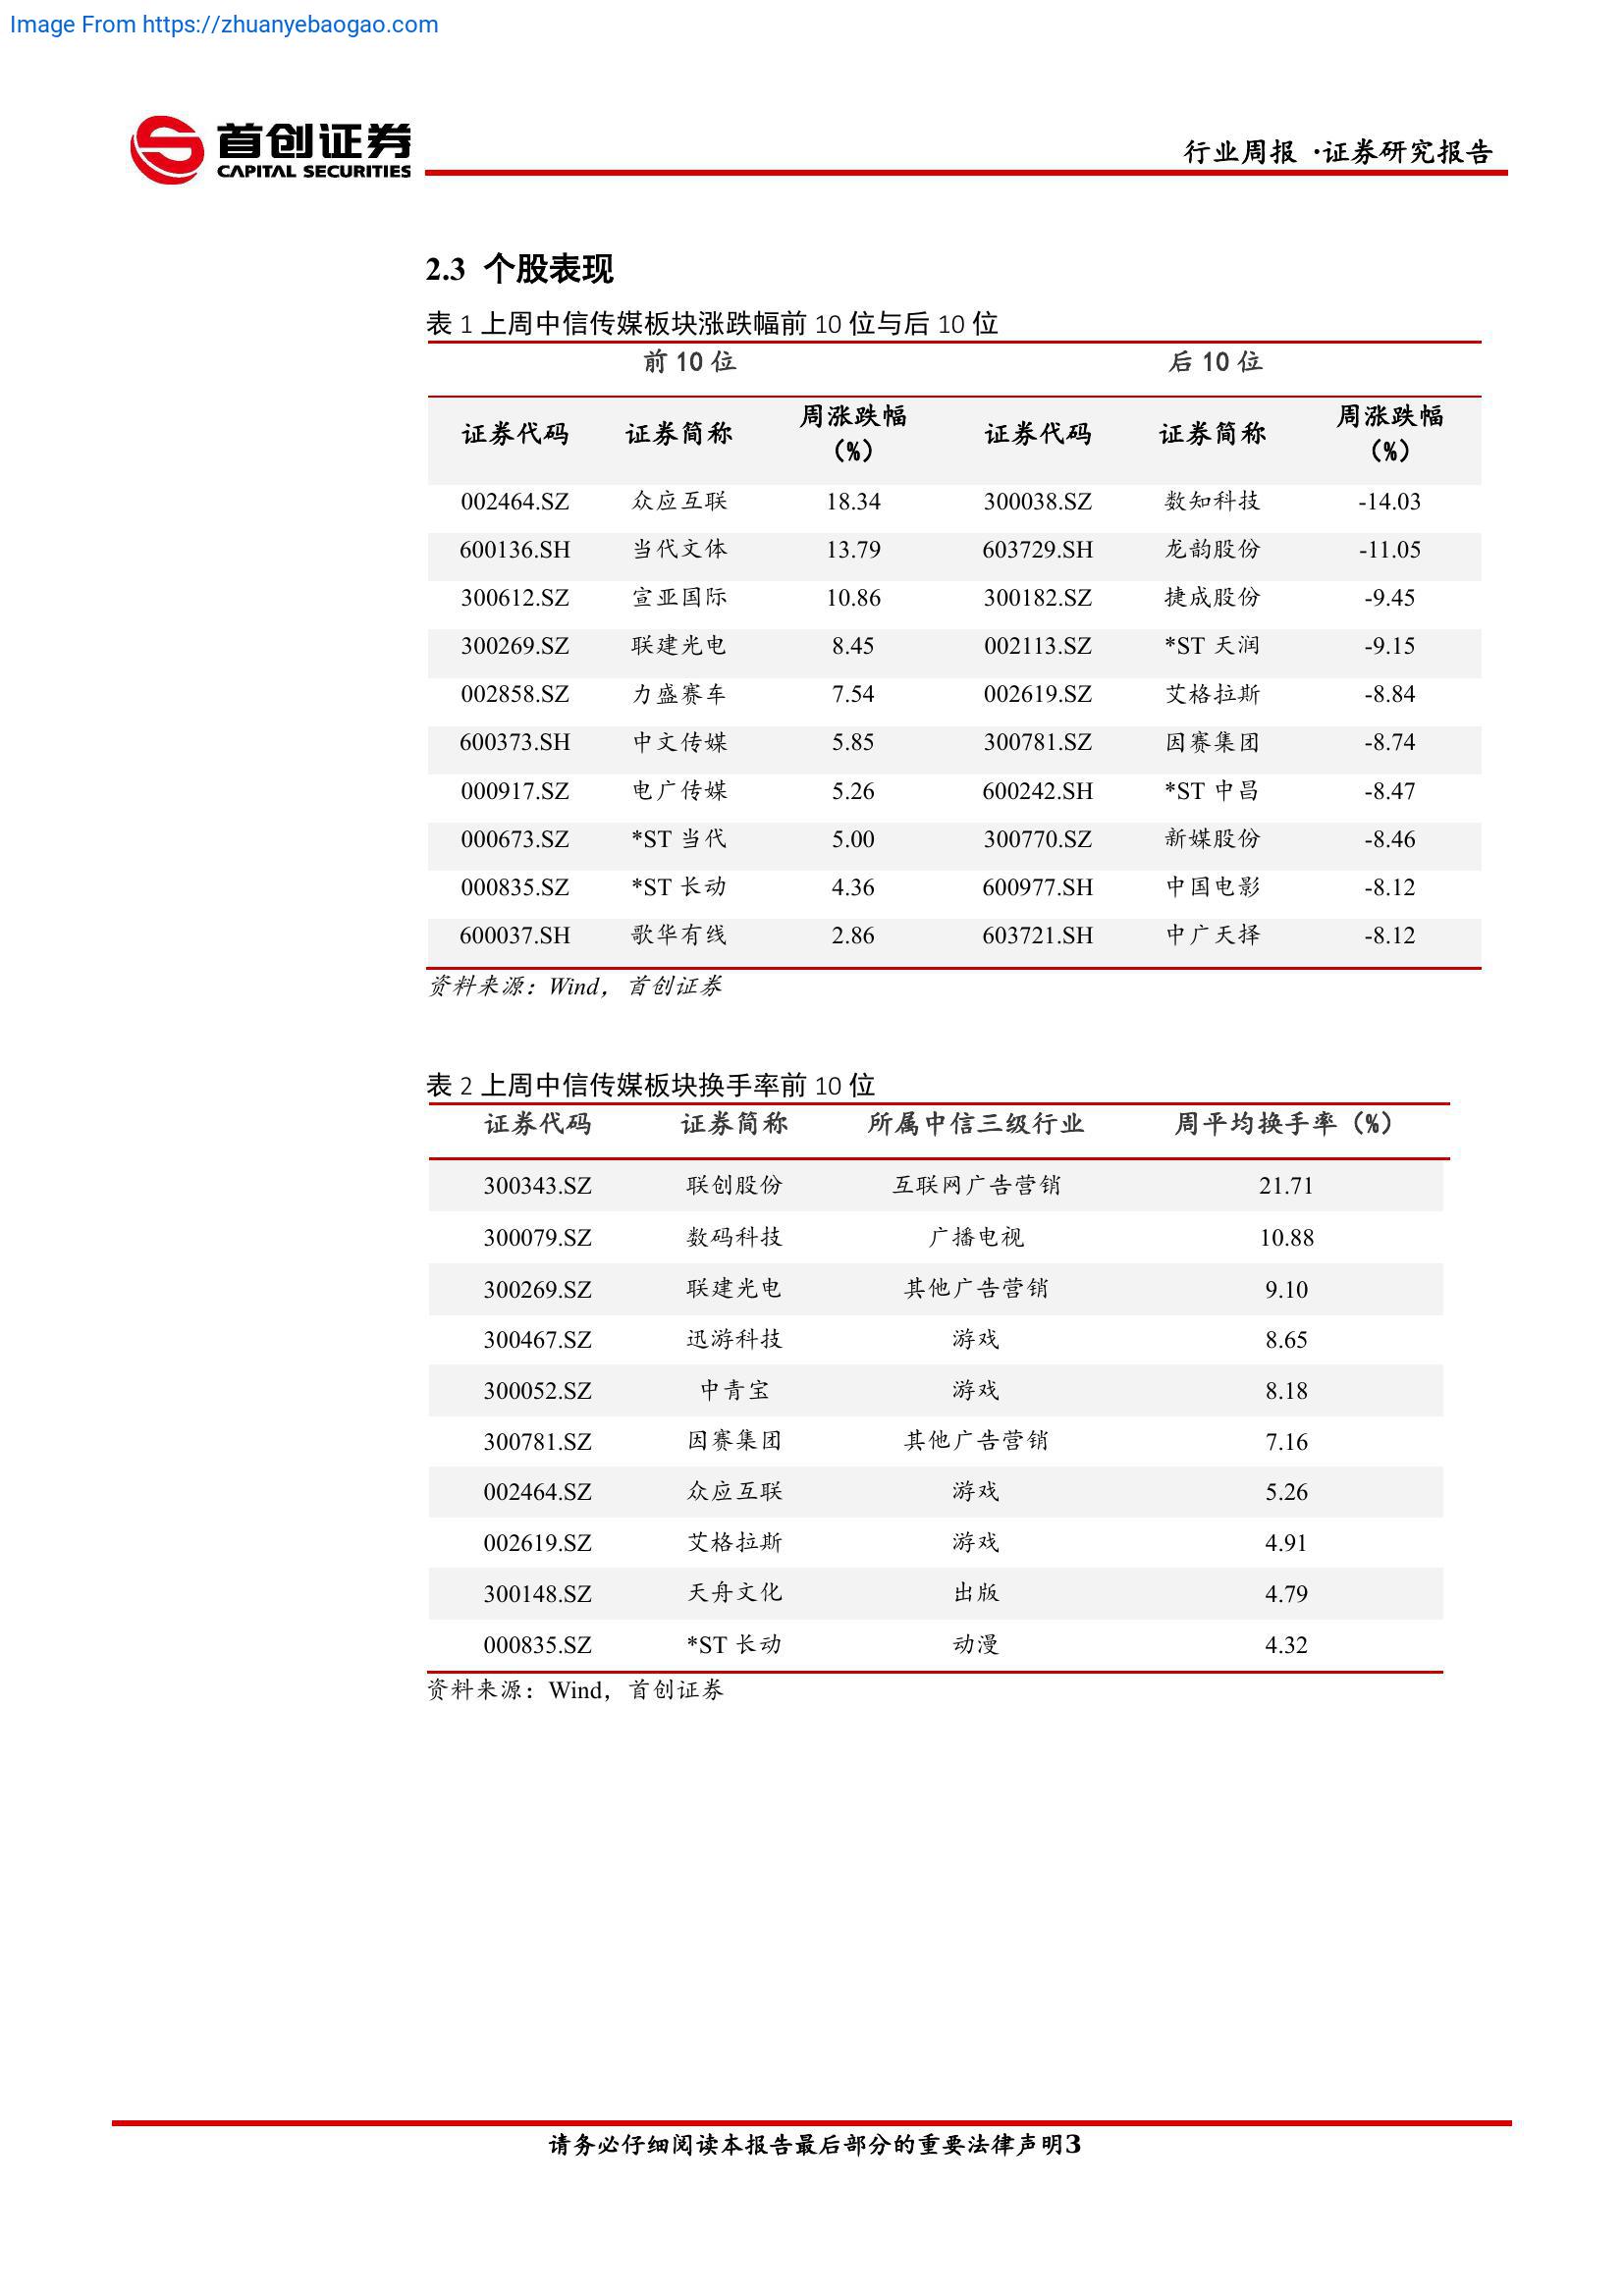 Image From https://zhuanyebaogao.com
首创证券
CAPITAL SECURITIES
行业周报 ·证券研究报告
2.3 个股表现
表 1 上周中信传媒板块涨跌幅前 10 位与后 10 位
前 10 位 后 10 位
证券代码 证券简称 周涨跌幅（%） 证券代码 证券简称 周涨跌幅（%）
002464.SZ 众应互联 18.34 300038.SZ 数知科技 -14.03
600136.SH 当代文体 13.79 603729.SH 龙韵股份 -11.05
300612.SZ 宣亚国际 10.86 300182.SZ 捷成股份 -9.45
300269.SZ 联建光电 8.45 002113.SZ *ST 天润 -9.15
002858.SZ 力盛赛车 7.54 002619.SZ 艾格拉斯 -8.84
600373.SH 中文传媒 5.85 300781.SZ 因赛集团 -8.74
000917.SZ 电广传媒 5.26 600242.SH *ST 中昌 -8.47
000673.SZ *ST 当代 5.00 300770.SZ 新媒股份 -8.46
000835.SZ *ST 长动 4.36 600977.SH 中国电影 -8.12
600037.SH 歌华有线 2.86 603721.SH 中广天择 -8.12
资料来源：Wind，首创证券
表 2 上周中信传媒板块换手率前 10 位
证券代码 证券简称 所属中信三级行业 周平均换手率（%）
300343.SZ 联创股份 互联网广告营销 21.71
300079.SZ 数码科技 广播电视 10.88
300269.SZ 联建光电 其他广告营销 9.10
300467.SZ 迅游科技 游戏 8.65
300052.SZ 中青宝 游戏 8.18
300781.SZ 因赛集团 其他广告营销 7.16
002464.SZ 众应互联 游戏 5.26
002619.SZ 艾格拉斯 游戏 4.91
300148.SZ 天舟文化 出版 4.79
000835.SZ *ST 长动 动漫 4.32
资料来源：Wind，首创证券
请务必仔细阅读本报告最后部分的重要法律声明3